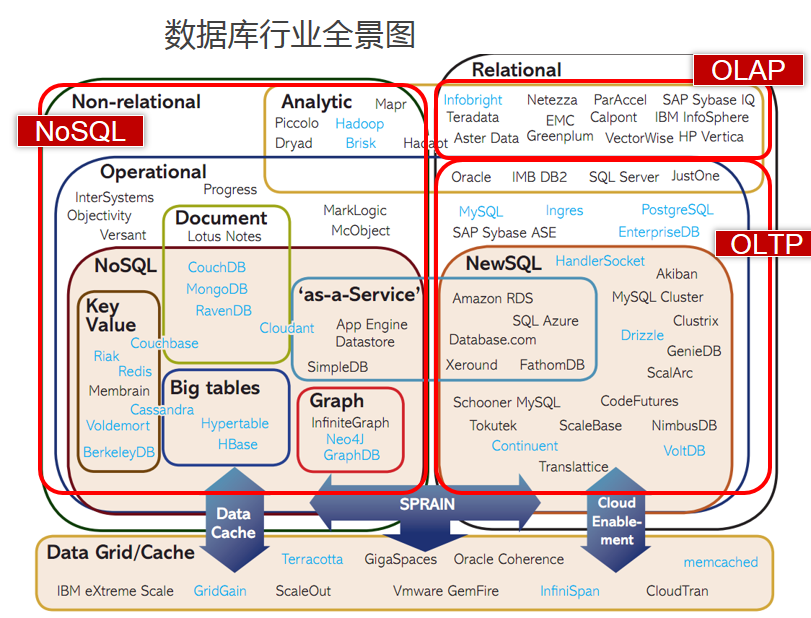 数据库行业全景图
Relational
OLAP
Non-relational
Analytic
Mapr
Piccolo
Hadoop
Dryad
Brisk
Hadapt
Infobright
Netezza
ParAccel
SAP Sybase IQ
Teradata
EMC
Calpont
IBM InfoSphere
Aster Data
Greenplum
VectorWise
HP Vertica
NoSQL
Operational
Oracle
IMB DB2
SQL Server
JustOne
InterSystems
Progress
Objectivity
Versant
Document
Lotus Notes
MarkLogic
McObject
MySQL
Ingres
PostgreSQL
SAP Sybase ASE
EnterpriseDB
OLTP
NoSQL
CouchDB
MongoDB
RavenDB
Key
Value
Couchbase
Riak
Redis
Membrain
Cassandra
Voldemort
BerkeleyDB
Big tables
Hypertable
HBase
‘as-a-Service’
Cloudant
App Engine
Datastore
SimpleDB
Graph
InfiniteGraph
Neo4J
GraphDB
NewSQL
HandlerSocket
Akiban
Amazon RDS
MySQL Cluster
SQL Azure
Clustrix
Database.com
Drizzle
GenieDB
Xeround
FathomDB
ScalArc
Schooner MySQL
CodeFutures
Tokutek
ScaleBase
NimbusDB
Continuent
VoltDB
Translattice
Data
Cache
SPRAIN
Cloud
Enable-
ment
Data Grid/Cache
Terracotta
GigaSpaces
Oracle Coherence
memcached
IBM eXtreme Scale
GridGain
ScaleOut
Vmware GemFire
InfiniSpan
CloudTran